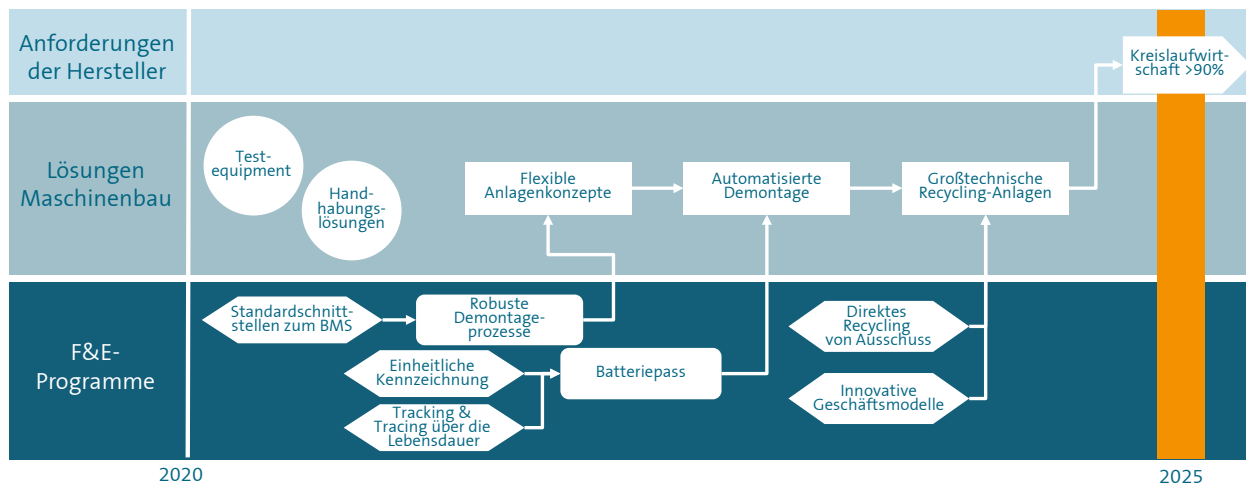 Anforderungen
der Hersteller
Kreislaufwirt-
schaft >90%
Lösungen
Maschinenbau
Test-
equipment
Hand-
habungs-
lösungen
Flexible
Anlagenkonzepte
Automatisierte
Demontage
Großtechnische
Recycling-Anlagen
F&E-
Programme
Standardschnitt-
stellen zum BMS
Robuste
Demontage-
prozesse
Einheitliche
Kennzeichnung
Tracking &
Tracing über die
Lebensdauer
Batteriepass
Direktes
Recycling
von Ausschuss
Innovative
Geschäftsmodelle
2020
2025